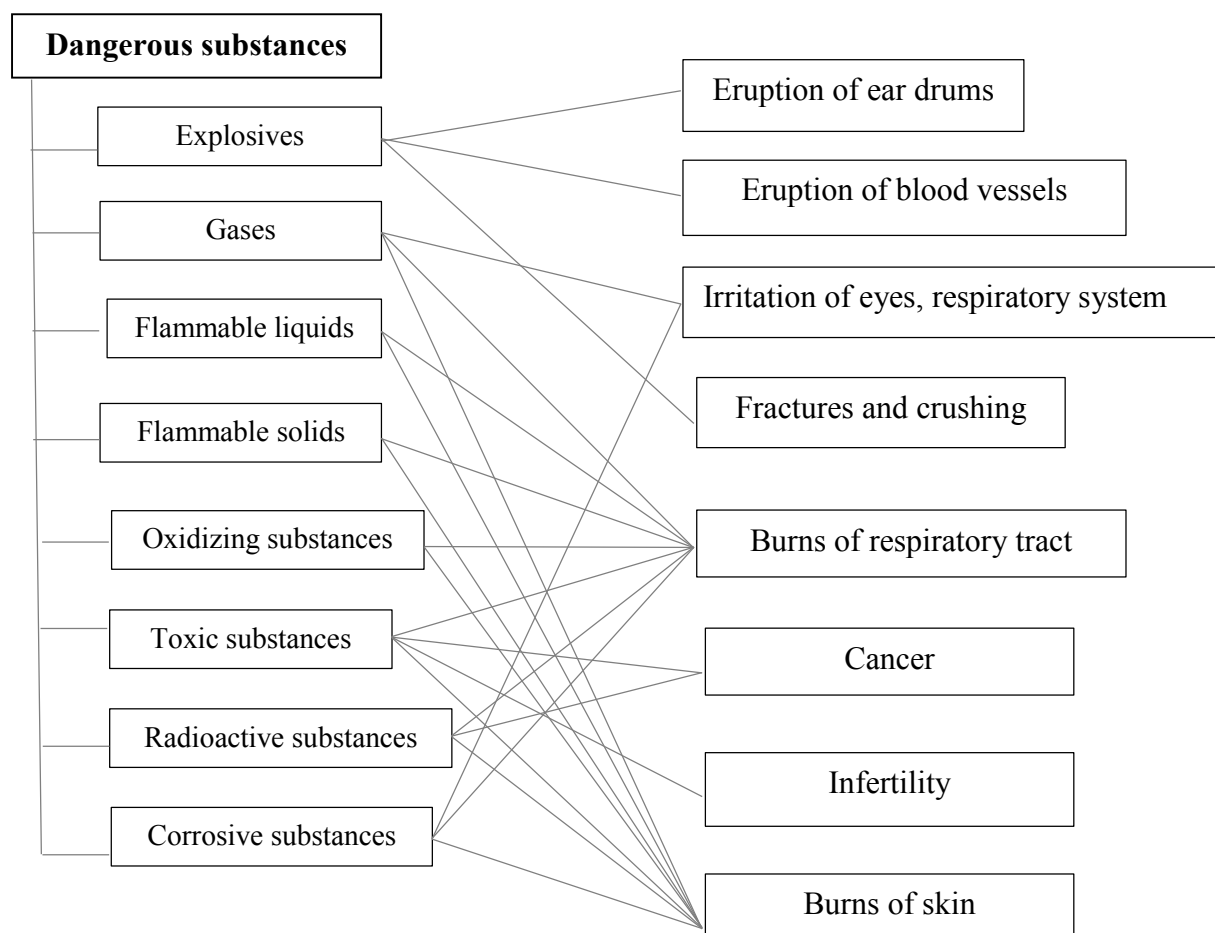 Dangerous substances
Explosives
Gases
Flammable liquids
Flammable solids
Oxidizing substances
Toxic substances
Radioactive substances
Corrosive substances
Eruption of ear drums
Eruption of blood vessels
Irritation of eyes, respiratory system
Fractures and crushing
Burns of respiratory tract
Cancer
Infertility
Burns of skin